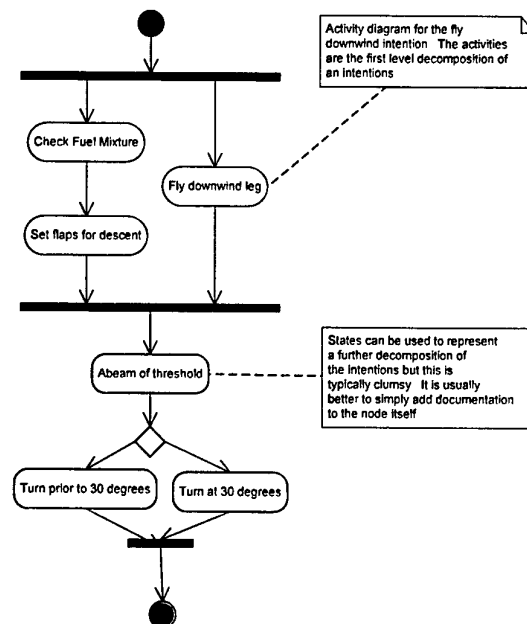 Activity diagram for the fly
downwind intention The activities
are the first level decomposition of
an intentions
Check Fuel Mixture
Fly downwind leg
Set flaps for descent
States can be used to represent
a further decomposition of
the intentions but this is
typically clumsy It is usually
better to simply add documentation
to the node itself
Abeam of threshold
Turn prior to 30 degrees
Turn at 30 degrees